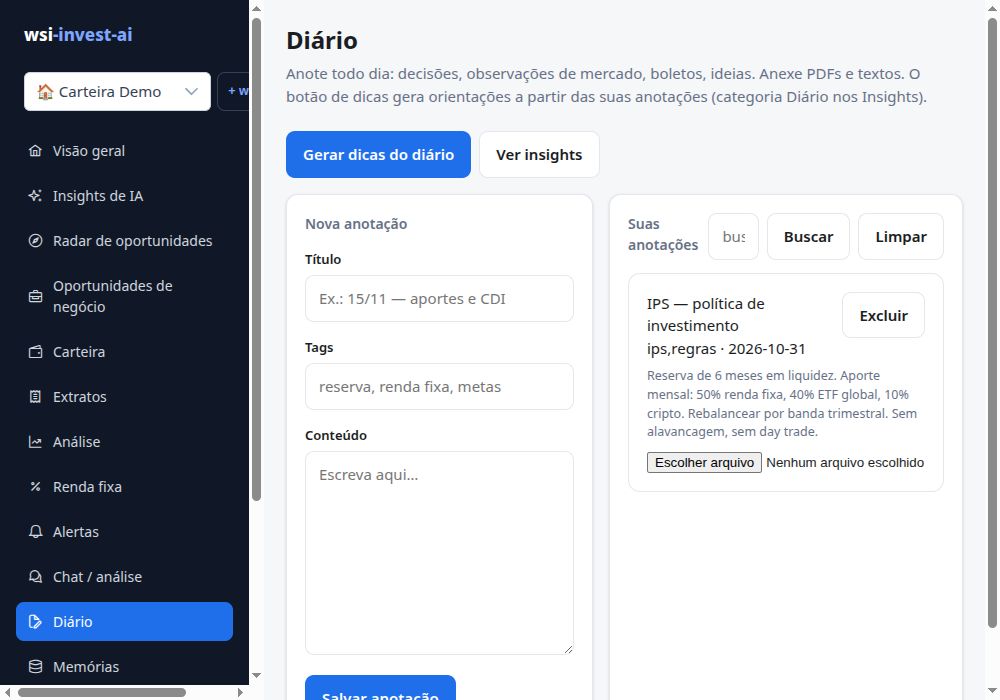 wsi-invest-ai
🏠 Carteira Demo
+ w
Visão geral
Insights de IA
Radar de oportunidades
Oportunidades de
negócio
Carteira
Extratos
Análise
Renda fixa
Alertas
Chat / análise
Diário
Memórias
Diário
Anote todo dia: decisões, observações de mercado, boletos, ideias. Anexe PDFs e textos. O
botão de dicas gera orientações a partir das suas anotações (categoria Diário nos Insights).
Gerar dicas do diário
Ver insights
Nova anotação
Título
Ex.: 15/11 — aportes e CDI
Tags
reserva, renda fixa, metas
Conteúdo
Escreva aqui...
Salvar anotação
Suas
anotações
bus
Buscar
Limpar
IPS — política de
investimento
ips,regras · 2026-10-31
Excluir
Reserva de 6 meses em liquidez. Aporte
mensal: 50% renda fixa, 40% ETF global, 10%
cripto. Rebalancear por banda trimestral. Sem
alavancagem, sem day trade.
Escolher arquivo Nenhum arquivo escolhido